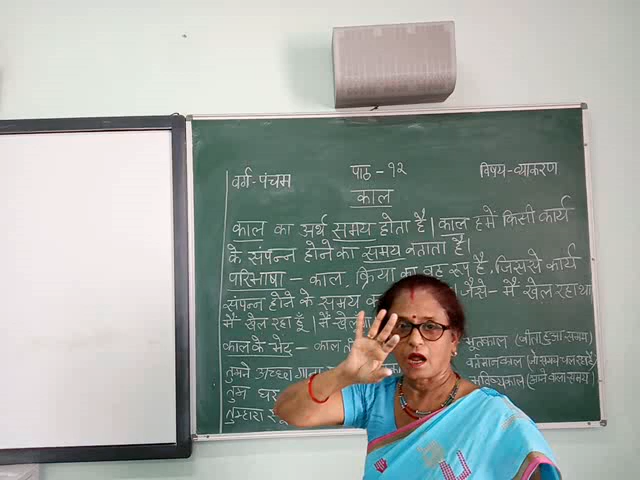 वर्ग-पंचम पाठ-१२ विषय-व्याकरण
काल
काल का अर्थ समय होता है। काल हमें किसी कार्य
के संपन्न होने का समय बताता है।
परिभाषा – काल, क्रिया का वह रूप है, जिससे कार्य
संपन्न होने के समय का जैसे- मैं खेल रहा था
मैं खेल रहा हूँ। मैं
काल के भेद- काल भूतकाल (बीता हुआ समय)
तुमने अच्छा गाना वर्तमानकाल (जो समय चल रहा है)
तुम घर भविष्यकाल (आने वाला समय)
तुम्हारा